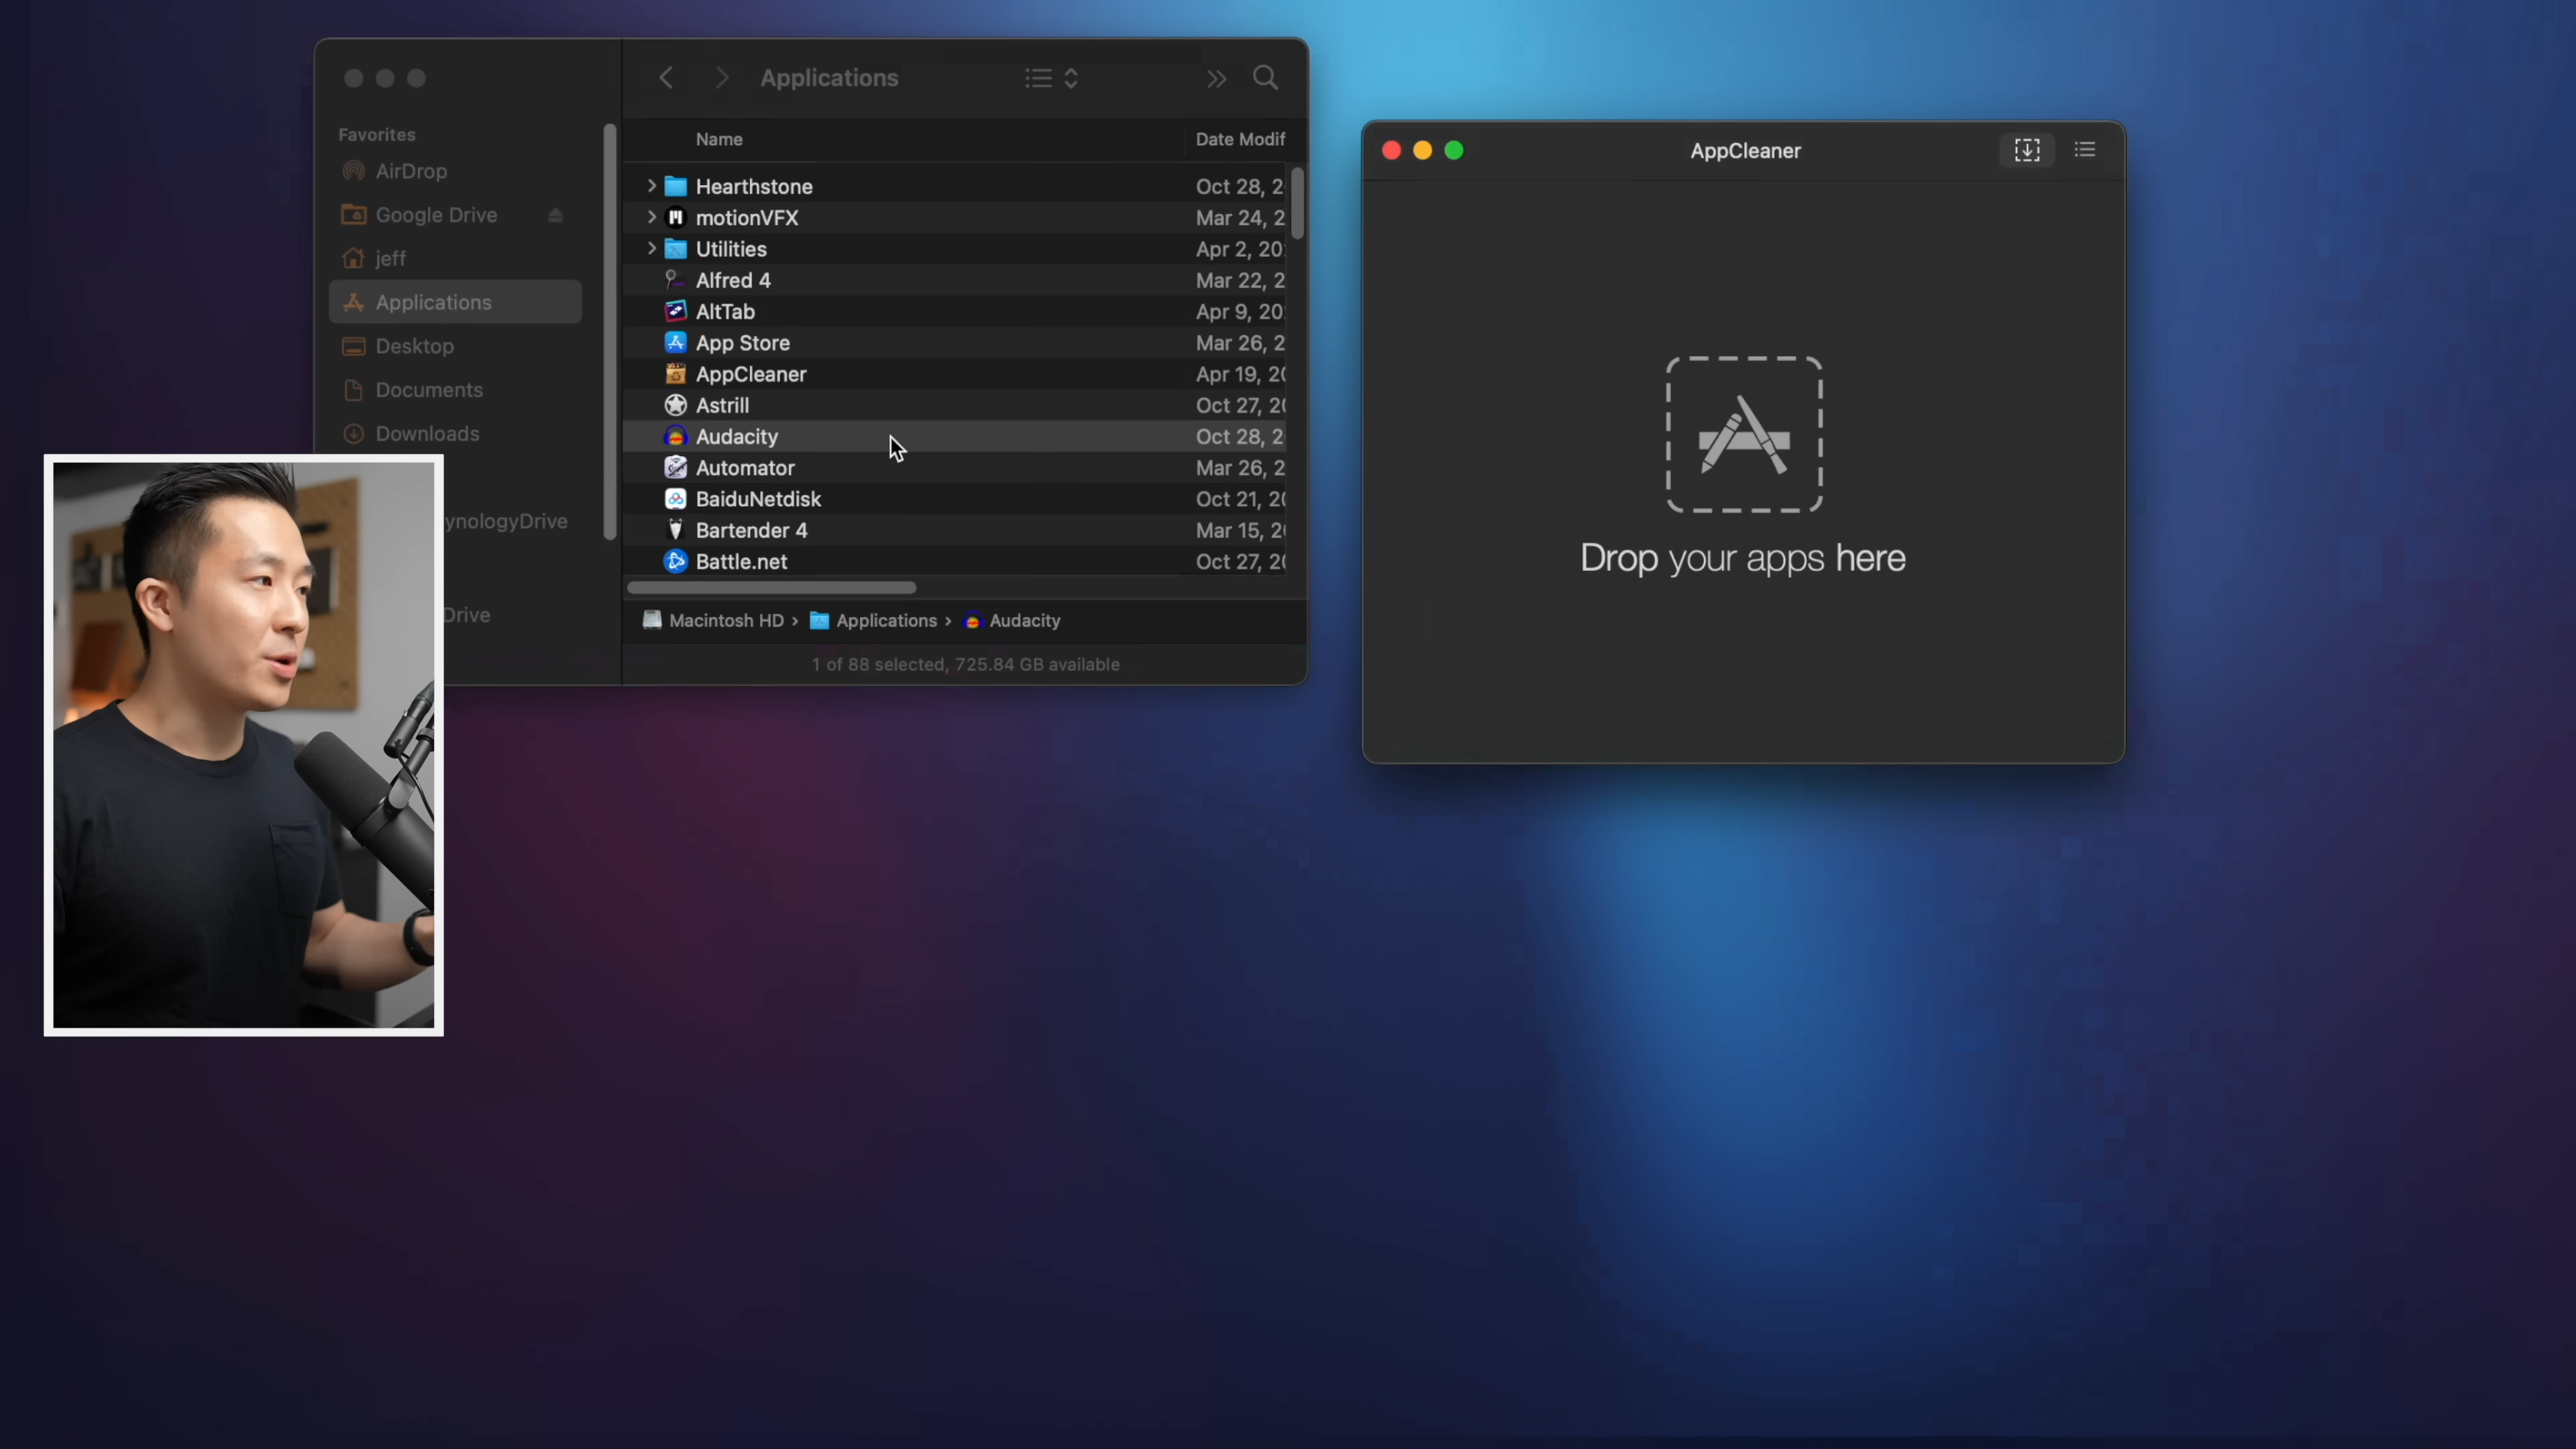 Applications
Favorites
AirDrop
Google Drive
jeff
Applications
Desktop
Documents
Downloads
ynologyDrive
Drive
Name
Date Modif
Hearthstone
Oct 28, 2
motionVFX
Mar 24, 2
Utilities
Apr 2, 20
Alfred 4
Mar 22, 2
AltTab
Apr 9, 20
App Store
Mar 26, 2
AppCleaner
Apr 19, 20
Astrill
Oct 27, 20
Audacity
Oct 28, 2
Automator
Mar 26, 2
BaiduNetdisk
Oct 21, 20
Bartender 4
Mar 15, 20
Battle.net
Oct 27, 20
Macintosh HD › Applications › Audacity
1 of 88 selected, 725.84 GB available
AppCleaner
Drop your apps here